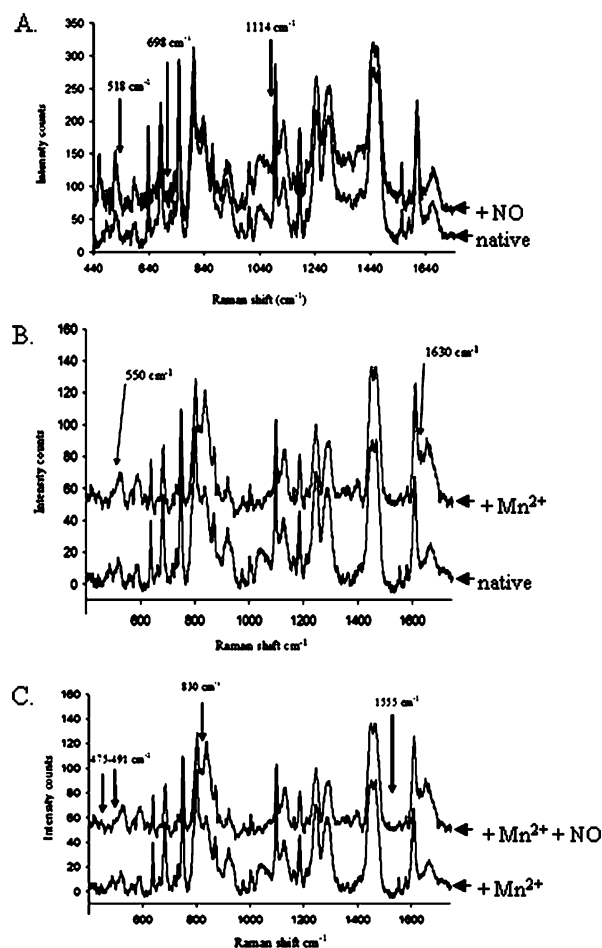 A.
350
300
250
200
150
100
50
0
Intensity counts
518 cm-1
698 cm-1
1114 cm-1
+ NO
native
440 640 840 1040 1240 1440 1640
Raman shift (cm-1)
B.
160
140
120
100
80
60
40
20
0
Intensity counts
550 cm-1
1630 cm-1
+ Mn2+
native
600 800 1000 1200 1400 1600
Raman shift cm-1
C.
160
140
120
100
80
60
40
20
0
Intensity counts
475-491 cm-1
830 cm-1
1555 cm-1
+ Mn2+ + NO
+ Mn2+
600 800 1000 1200 1400 1600
Raman shift cm-1